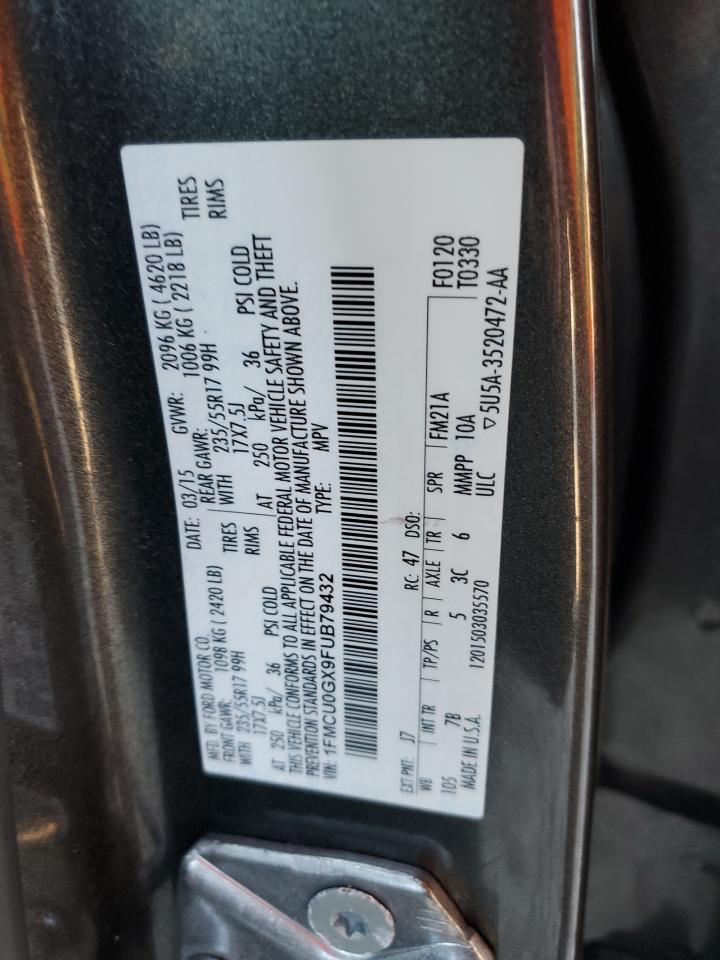 MFD. BY FORD MOTOR CO. DATE: 03/15 GVWR: 2096 KG ( 4620 LB)
FRONT GAWR: 1098 KG ( 2420 LB) REAR GAWR: 1006 KG ( 2218 LB)
WITH 235/55R17 99H TIRES WITH 235/55R17 99H TIRES
17X7.5J RIMS 17X7.5J RIMS
AT 250 kPa/ 36 PSI COLD AT 250 kPa/ 36 PSI COLD
THIS VEHICLE CONFORMS TO ALL APPLICABLE FEDERAL MOTOR VEHICLE SAFETY AND THEFT
PREVENTION STANDARDS IN EFFECT ON THE DATE OF MANUFACTURE SHOWN ABOVE.
VIN: 1FMCU0GX9FUB79432 TYPE: MPV
EXT PNT: J7 RC: 47 DSO: F0120
WB INT TR TP/PS R AXLE TR SPR FM21A T0330
105 7B 5 3C 6 MMPP 10A
MADE IN U.S.A. 1201503035570 ULC ▽5U5A-3520472-AA